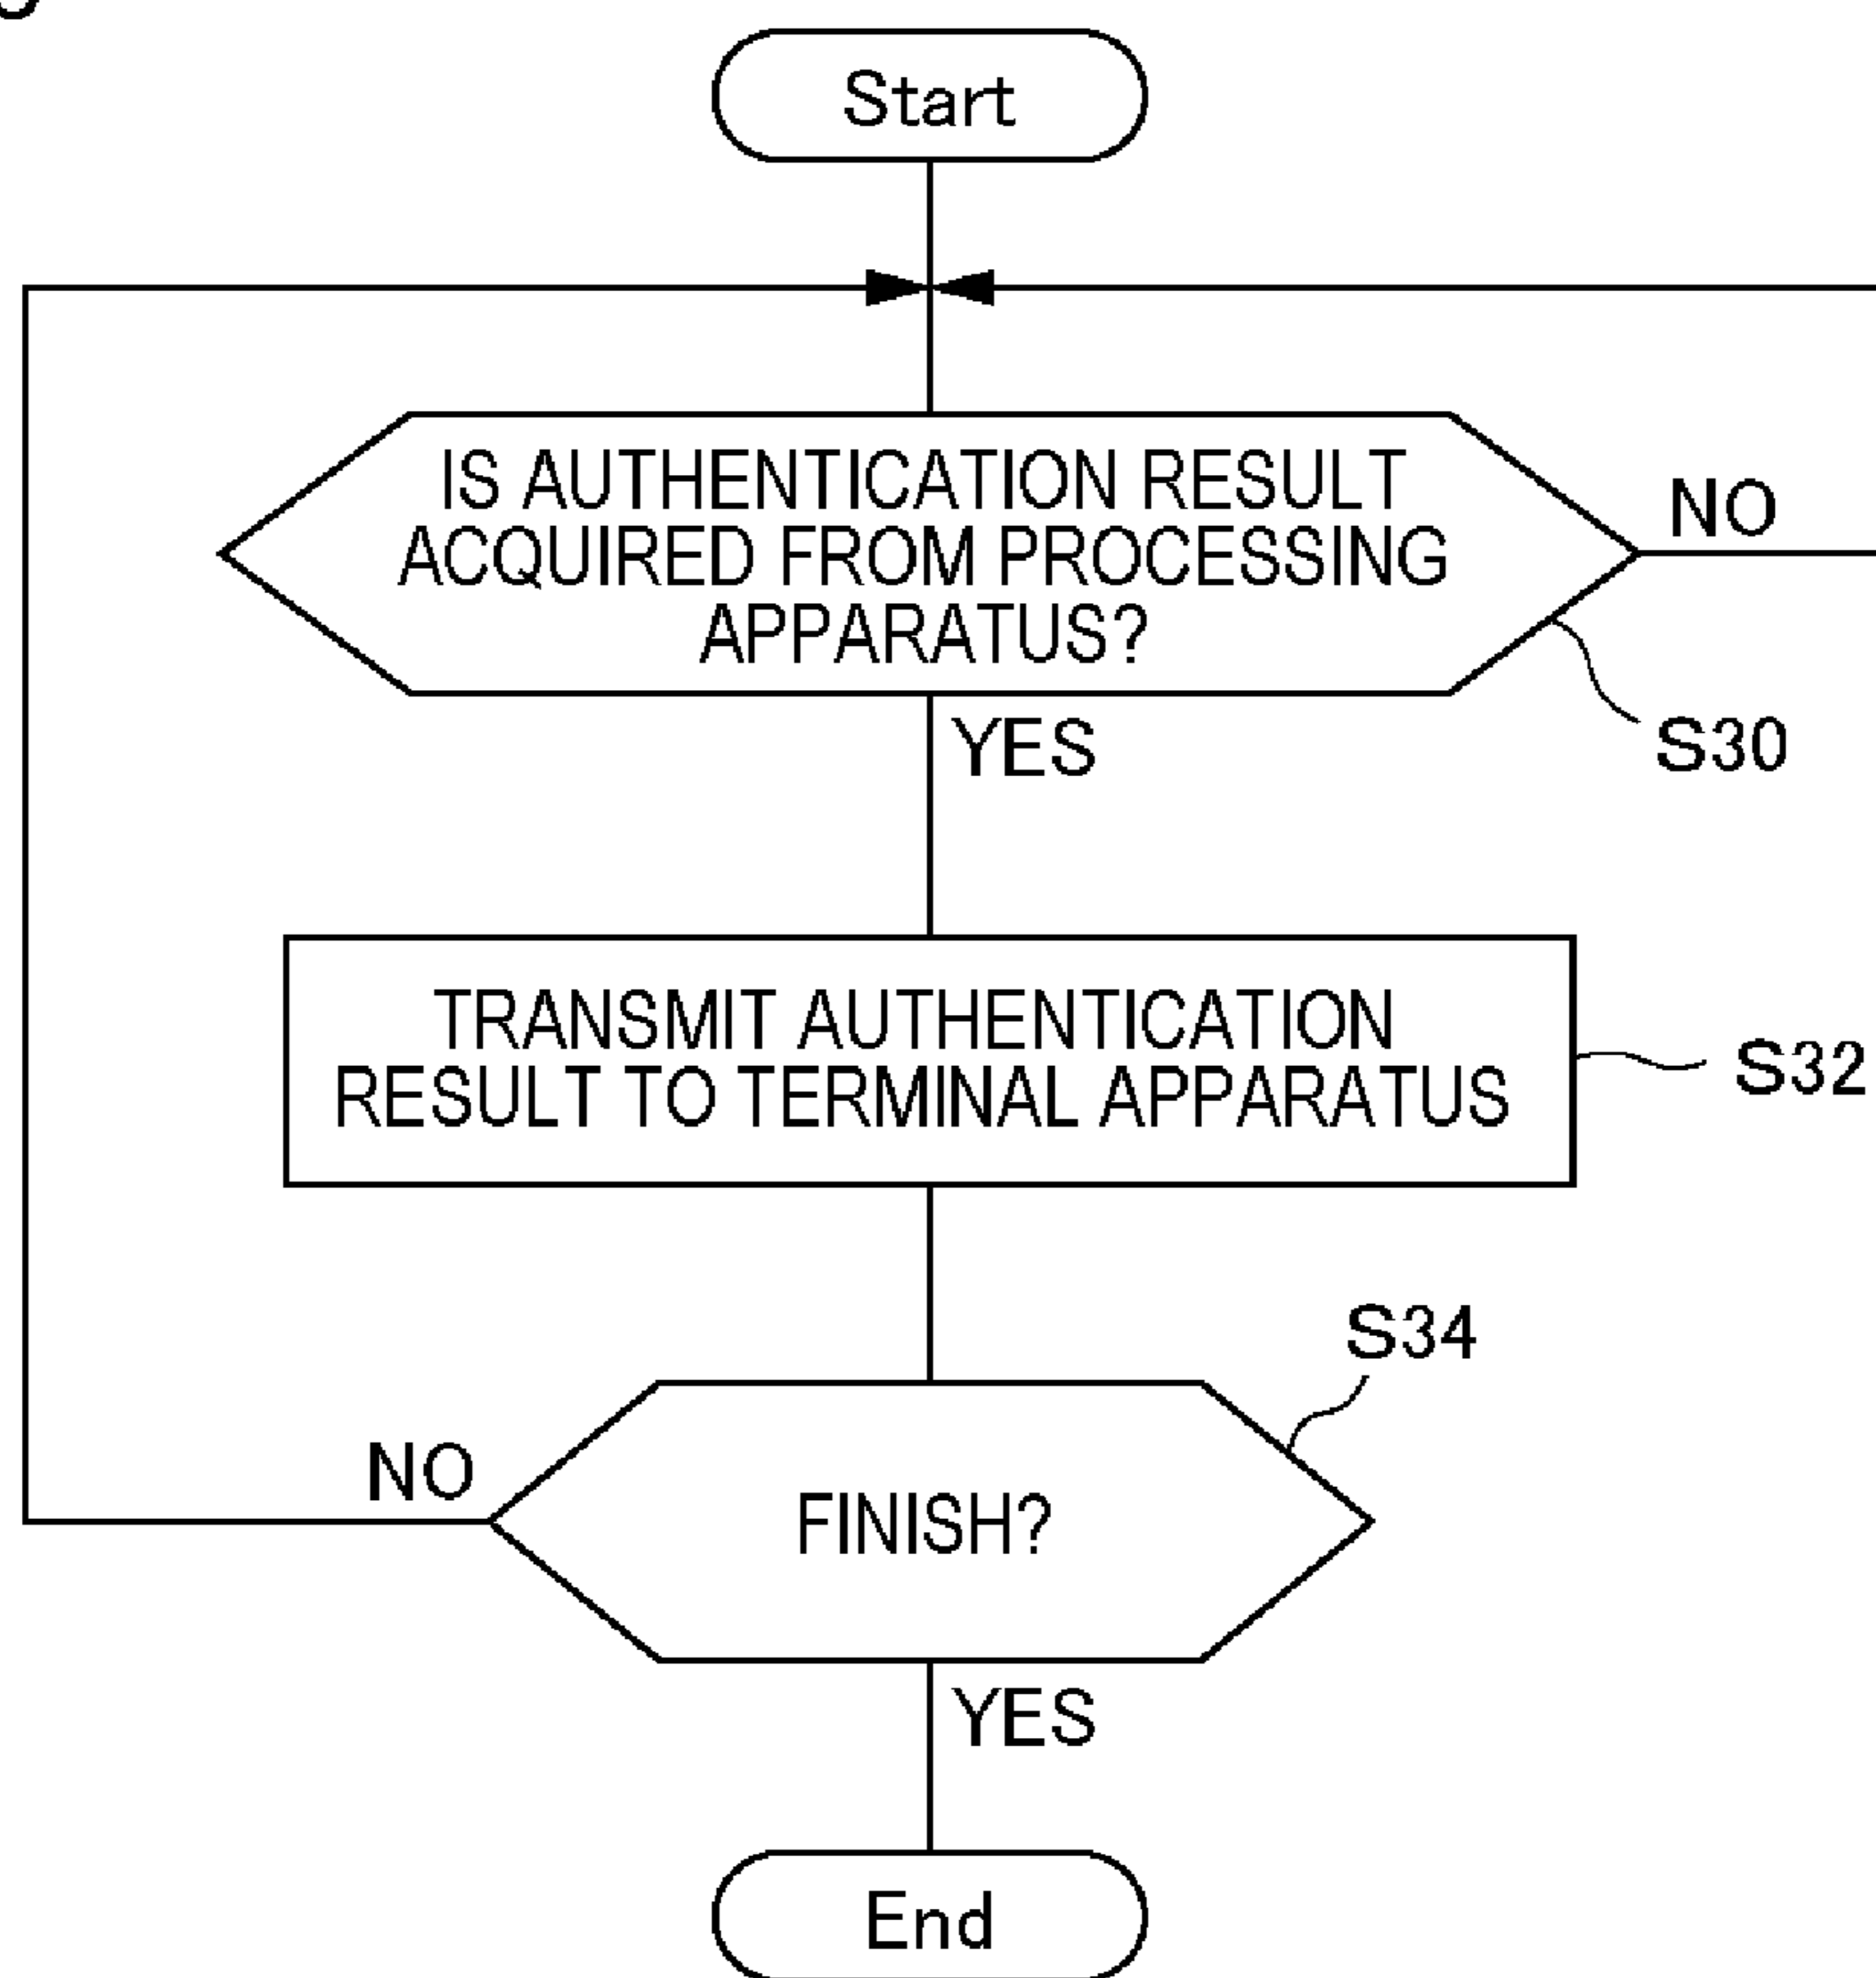 Start
IS AUTHENTICATION RESULT
ACQUIRED FROM PROCESSING
APPARATUS?
NO
YES
S30
TRANSMIT AUTHENTICATION
RESULT TO TERMINAL APPARATUS
S32
S34
NO
FINISH?
YES
End